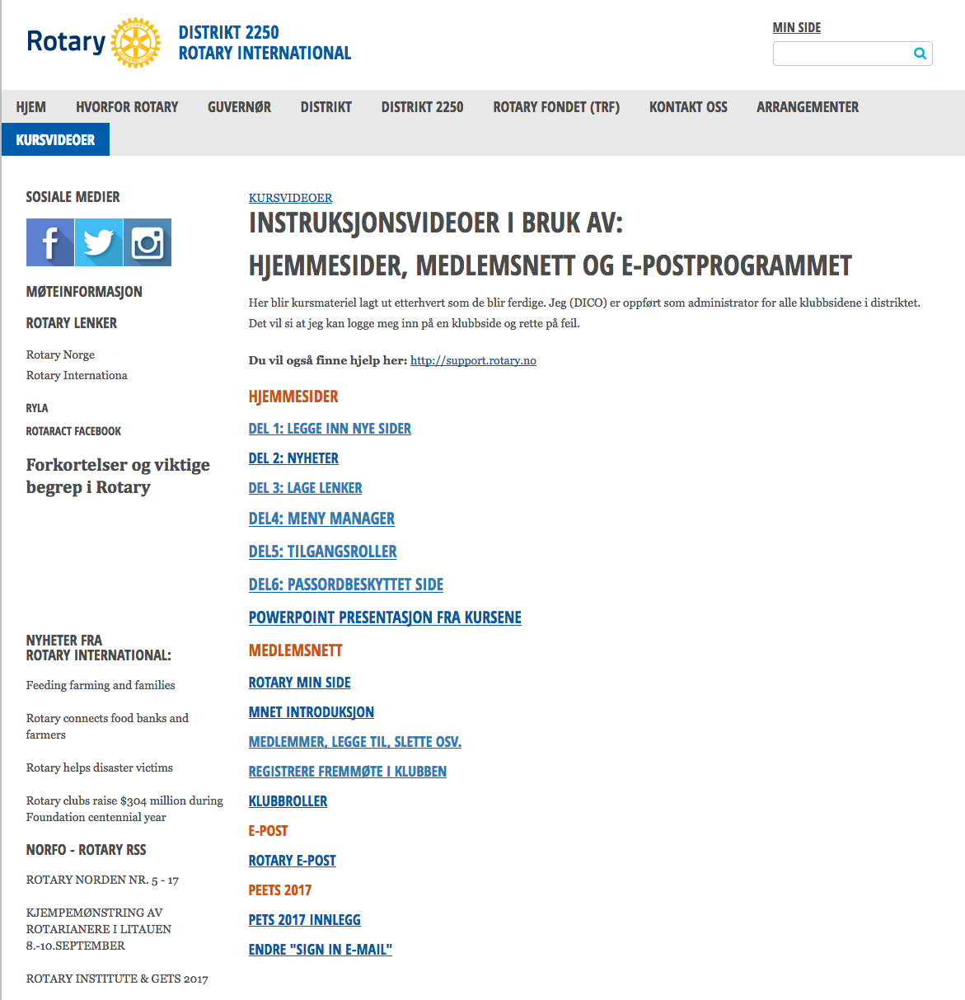 Rotary
ROTARY
INTERNATIONAL
DISTRIKT 2250
ROTARY INTERNATIONAL
MIN SIDE
HJEM HVORFOR ROTARY GUVERNØR DISTRIKT DISTRIKT 2250 ROTARY FONDET (TRF) KONTAKT OSS ARRANGEMENTER
KURSVIDEOER
SOSIALE MEDIER
MØTEINFORMASJON
ROTARY LENKER
Rotary Norge
Rotary Internationa
RYLA
ROTARACT FACEBOOK
Forkortelser og viktige
begrep i Rotary
NYHETER FRA
ROTARY INTERNATIONAL:
Feeding farming and families
Rotary connects food banks and
farmers
Rotary helps disaster victims
Rotary clubs raise $304 million during
Foundation centennial year
NORFO - ROTARY RSS
ROTARY NORDEN NR. 5 - 17
KJEMPEMØNSTRING AV
ROTARIANERE I LITAUEN
8.-10.SEPTEMBER
ROTARY INSTITUTE & GETS 2017
KURSVIDEOER
INSTRUKSJONSVIDEOER I BRUK AV:
HJEMMESIDER, MEDLEMSNETT OG E-POSTPROGRAMMET
Her blir kursmateriel lagt ut etterhvert som de blir ferdige. Jeg (DICO) er oppført som administrator for alle klubbsidene i distriktet.
Det vil si at jeg kan logge meg inn på en klubbside og rette på feil.
Du vil også finne hjelp her: http://support.rotary.no
HJEMMESIDER
DEL 1: LEGGE INN NYE SIDER
DEL 2: NYHETER
DEL 3: LAGE LENKER
DEL4: MENY MANAGER
DEL5: TILGANGSROLLER
DEL6: PASSORDBESKYTTET SIDE
POWERPOINT PRESENTASJON FRA KURSENE
MEDLEMSNETT
ROTARY MIN SIDE
MNET INTRODUKSJON
MEDLEMMER, LEGGE TIL, SLETTE OSV.
REGISTRERE FREMMØTE I KLUBBEN
KLUBBROLLER
E-POST
ROTARY E-POST
PEETS 2017
PETS 2017 INNLEGG
ENDRE "SIGN IN E-MAIL"